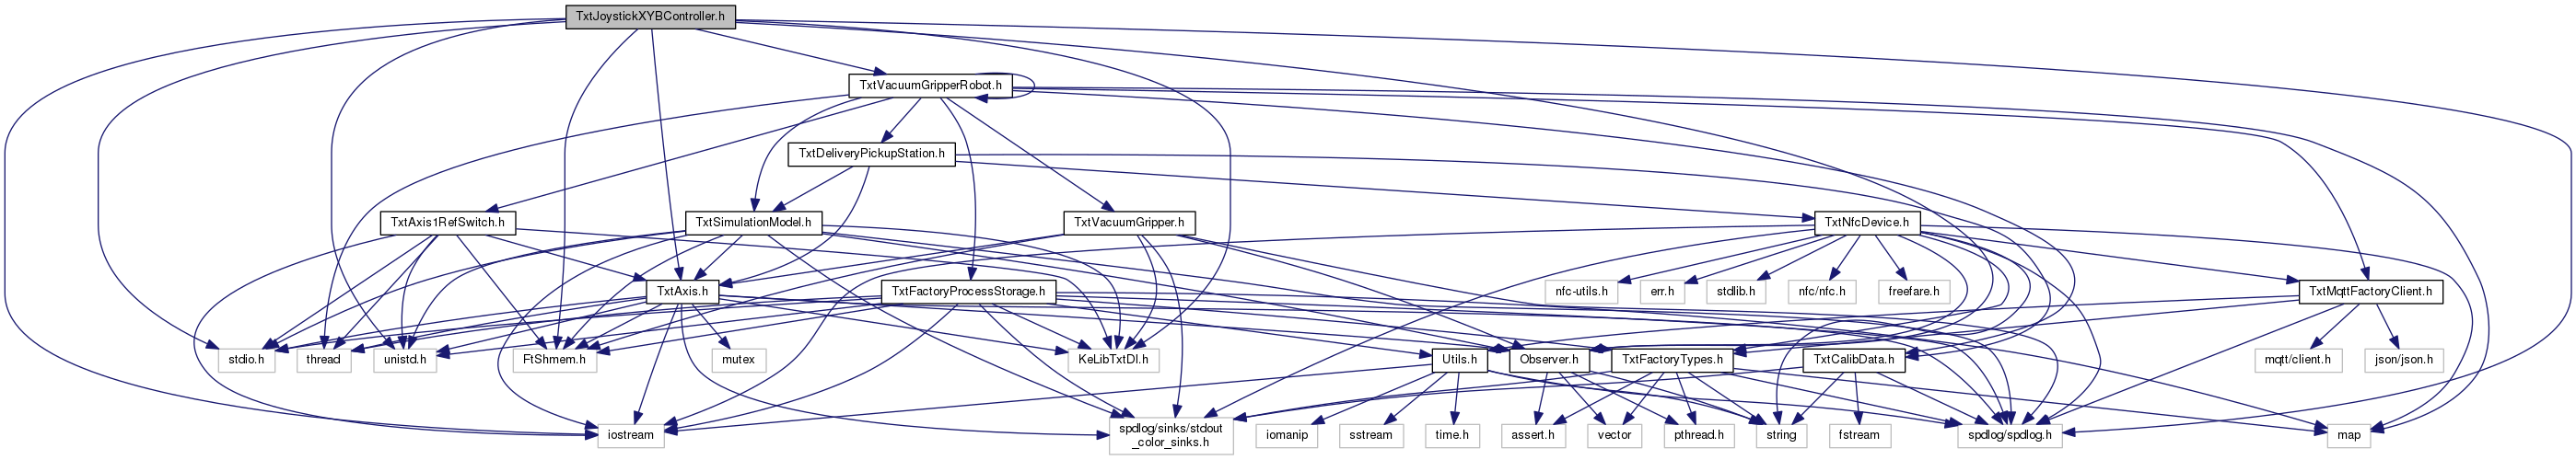 TxtJoystickXYBController.h
TxtVacuumGripperRobot.h
TxtDeliveryPickupStation.h
TxtAxis1RefSwitch.h
TxtSimulationModel.h
TxtVacuumGripper.h
TxtNfcDevice.h
TxtAxis.h
TxtFactoryProcessStorage.h
nfc-utils.h
err.h
stdlib.h
nfc/nfc.h
freefare.h
TxtMqttFactoryClient.h
stdio.h
thread
unistd.h
FtShmem.h
mutex
KeLibTxtDl.h
Utils.h
Observer.h
TxtFactoryTypes.h
TxtCalibData.h
mqtt/client.h
json/json.h
iostream
spdlog/sinks/stdout
_color_sinks.h
iomanip
sstream
time.h
assert.h
vector
pthread.h
string
fstream
spdlog/spdlog.h
map